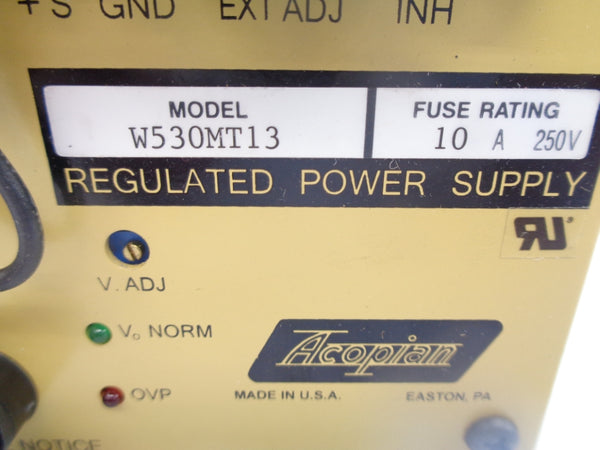 + S GND EXT ADJ INH
MODEL
W530MT13
FUSE RATING
10 A 250V
REGULATED POWER SUPPLY
V. ADJ
Vo NORM
OVP
Acopian
MADE IN U.S.A. EASTON, PA
NOTICE